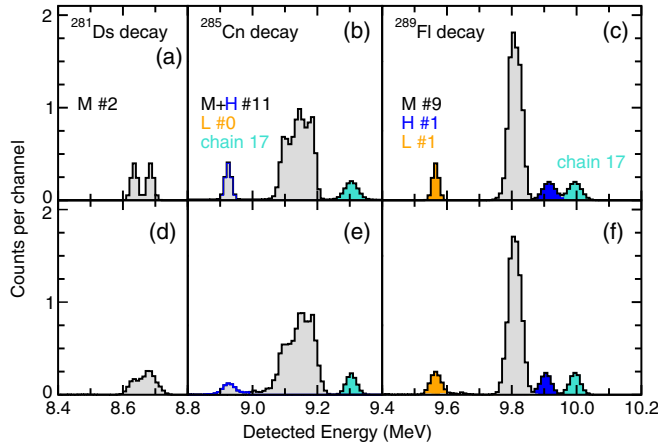 ²⁸¹Ds decay
(a)
M #2
²⁸⁵Cn decay
(b)
M+H #11
L #0
chain 17
²⁸⁹Fl decay
(c)
M #9
H #1
L #1
chain 17
2
1
0
(d)
(e)
(f)
2
1
0
Counts per channel
8.4 8.6 8.8 9.0 9.2 9.4 9.6 9.8 10.0 10.2
Detected Energy (MeV)